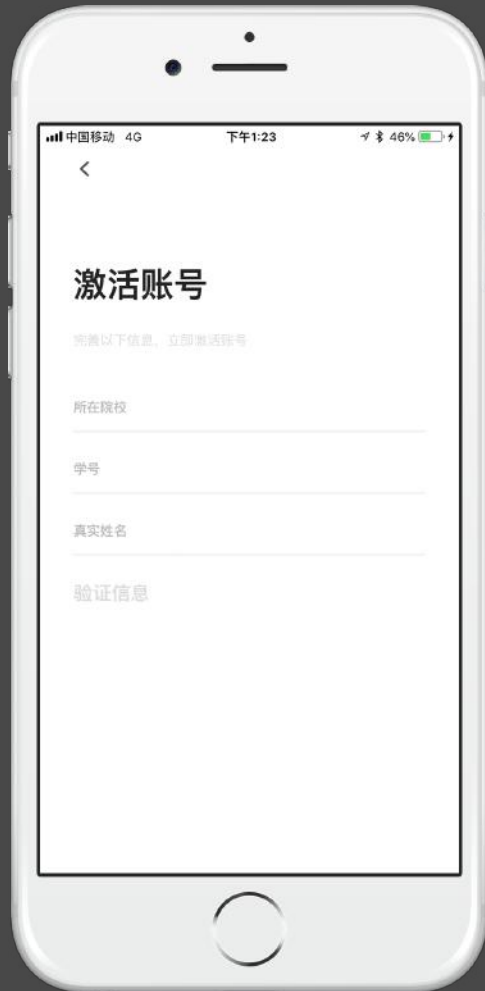 中国移动 4G 下午1:23 46%
激活账号
完善以下信息，立即激活账号
所在院校
学号
真实姓名
验证信息